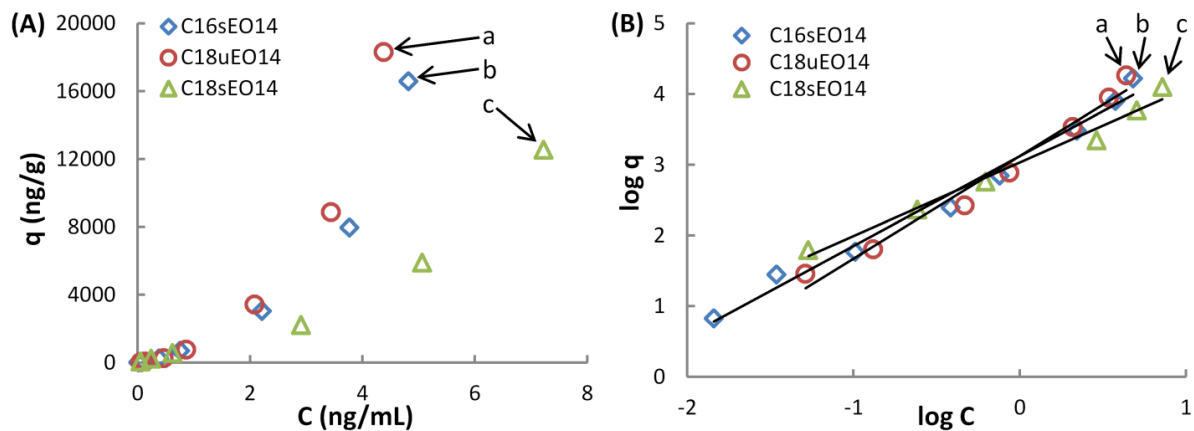 (A)
20000
16000
12000
8000
4000
0
q (ng/g)
C16sEO14
C18uEO14
C18sEO14
a
b
c
0 2 4 6 8
C (ng/mL)
(B)
5
4
3
2
1
0
log q
C16sEO14
C18uEO14
C18sEO14
a b c
-2 -1 0 1
log C